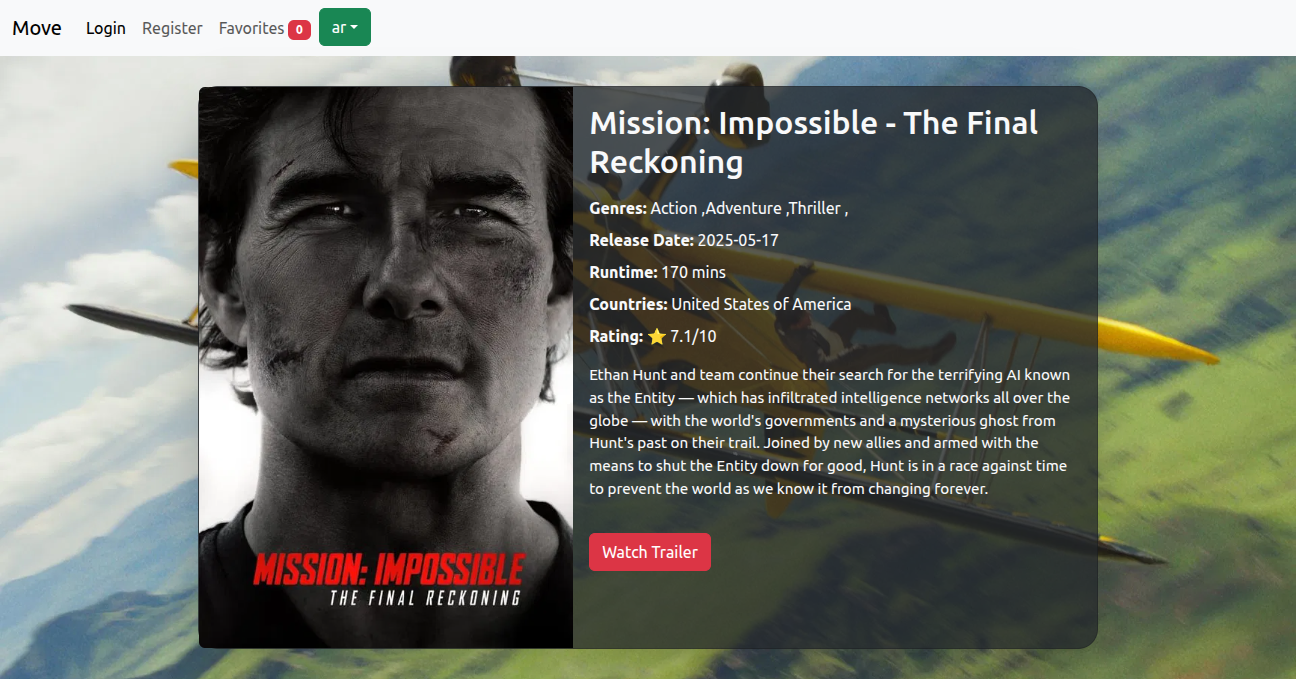 Move Login Register Favorites 0 ar
Mission: Impossible - The Final
Reckoning
Genres: Action ,Adventure ,Thriller ,
Release Date: 2025-05-17
Runtime: 170 mins
Countries: United States of America
Rating: ⭐ 7.1/10
Ethan Hunt and team continue their search for the terrifying AI known
as the Entity — which has infiltrated intelligence networks all over the
globe — with the world's governments and a mysterious ghost from
Hunt's past on their trail. Joined by new allies and armed with the
means to shut the Entity down for good, Hunt is in a race against time
to prevent the world as we know it from changing forever.
Watch Trailer
MISSION: IMPOSSIBLE
THE FINAL RECKONING